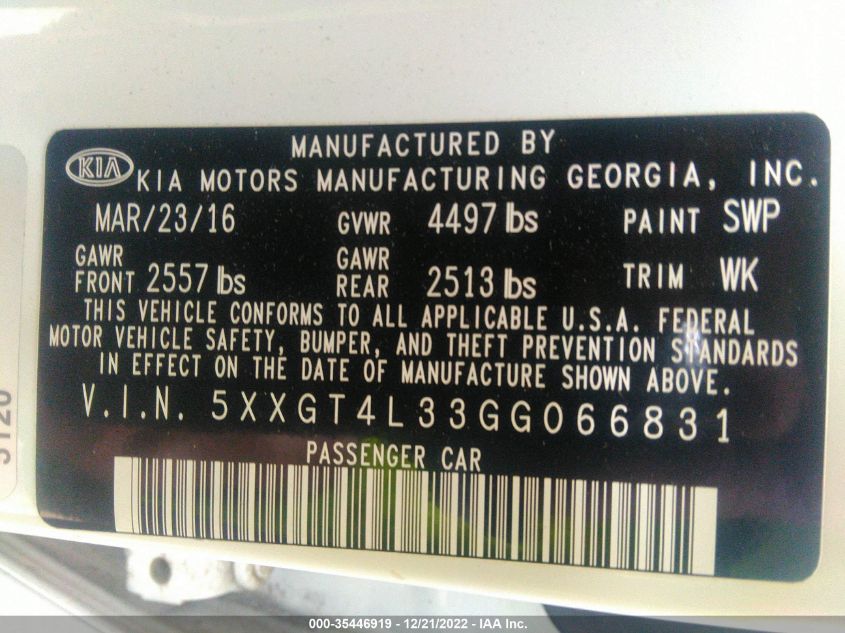 MANUFACTURED BY
KIA KIA MOTORS MANUFACTURING GEORGIA, INC.
MAR/23/16 GVWR 4497 lbs PAINT SWP
GAWR FRONT 2557 lbs GAWR REAR 2513 lbs TRIM WK
THIS VEHICLE CONFORMS TO ALL APPLICABLE U.S.A. FEDERAL
MOTOR VEHICLE SAFETY, BUMPER, AND THEFT PREVENTION STANDARDS
IN EFFECT ON THE DATE OF MANUFACTURE SHOWN ABOVE.
V.I.N. 5XXGT4L33GG066831
PASSENGER CAR
000-35446919 - 12/21/2022 - IAA Inc.